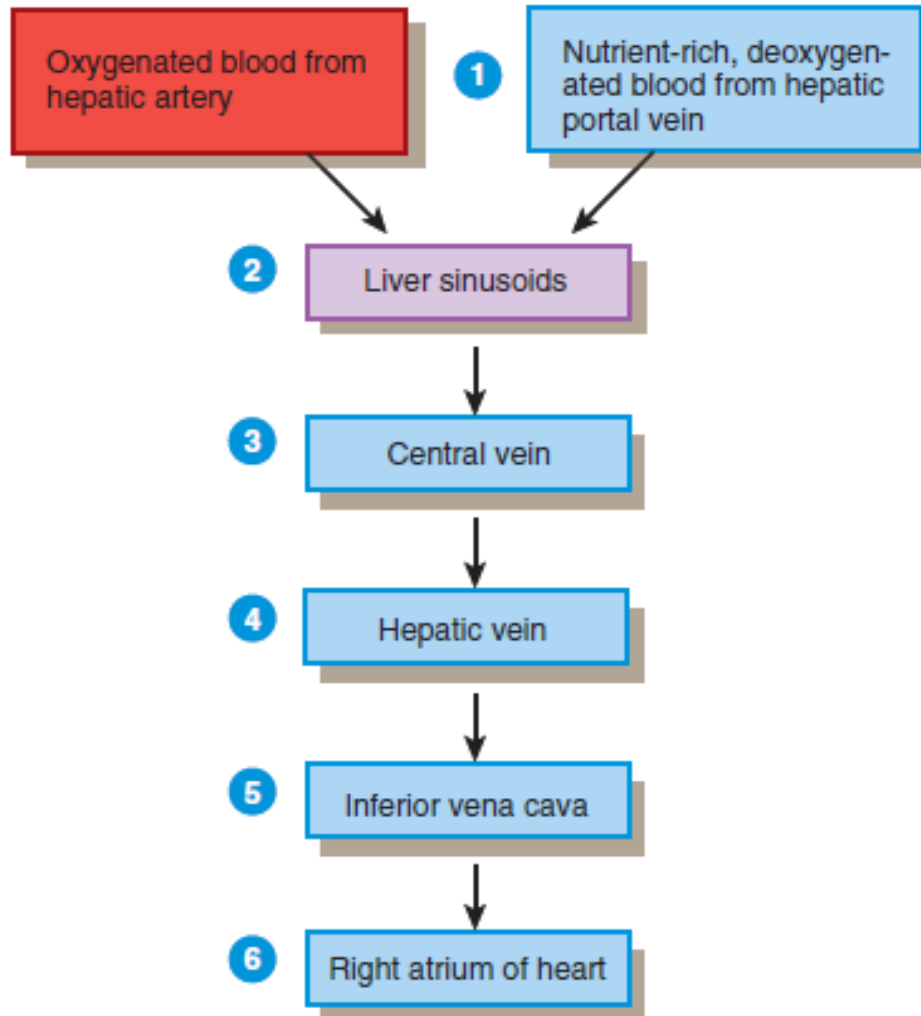 Oxygenated blood from
hepatic artery
1
Nutrient-rich, deoxygen-
ated blood from hepatic
portal vein
2
Liver sinusoids
3
Central vein
4
Hepatic vein
5
Inferior vena cava
6
Right atrium of heart